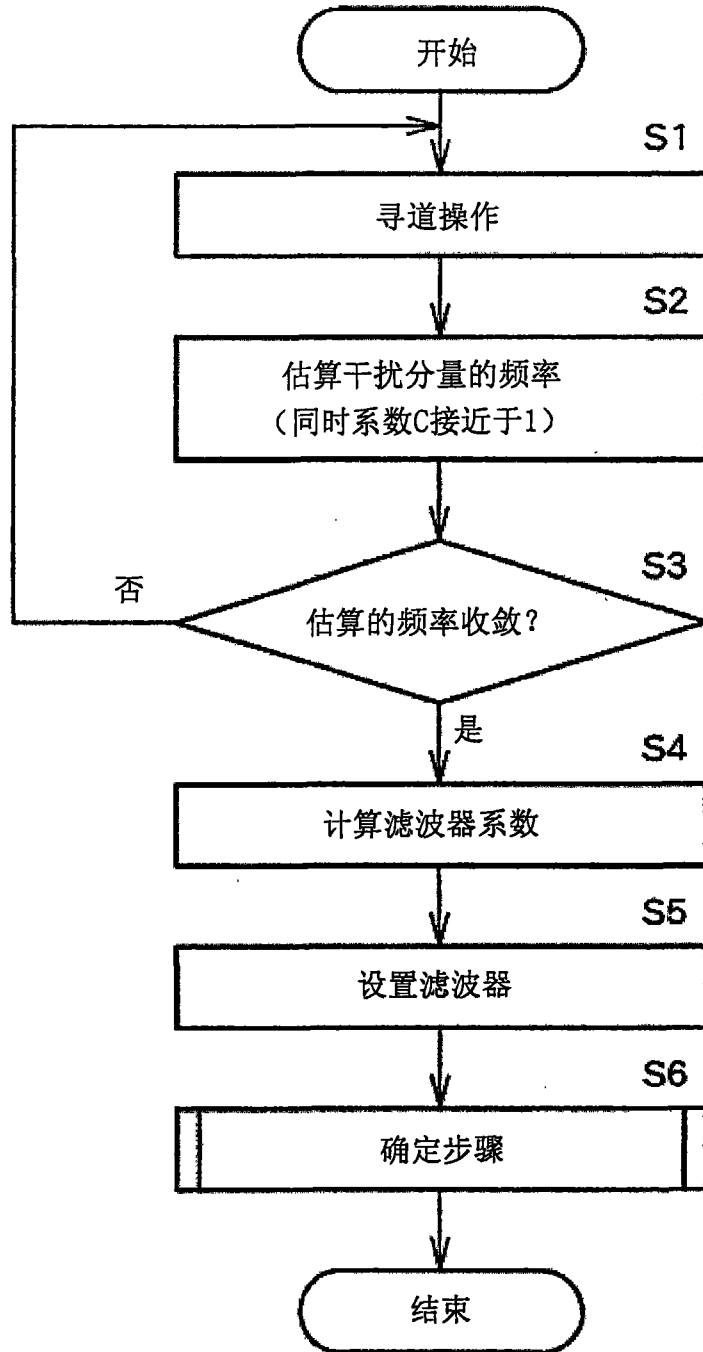 开始
S1
寻道操作
S2
估算干扰分量的频率
（同时系数C接近于1）
S3
否
估算的频率收敛？
是
S4
计算滤波器系数
S5
设置滤波器
S6
确定步骤
结束